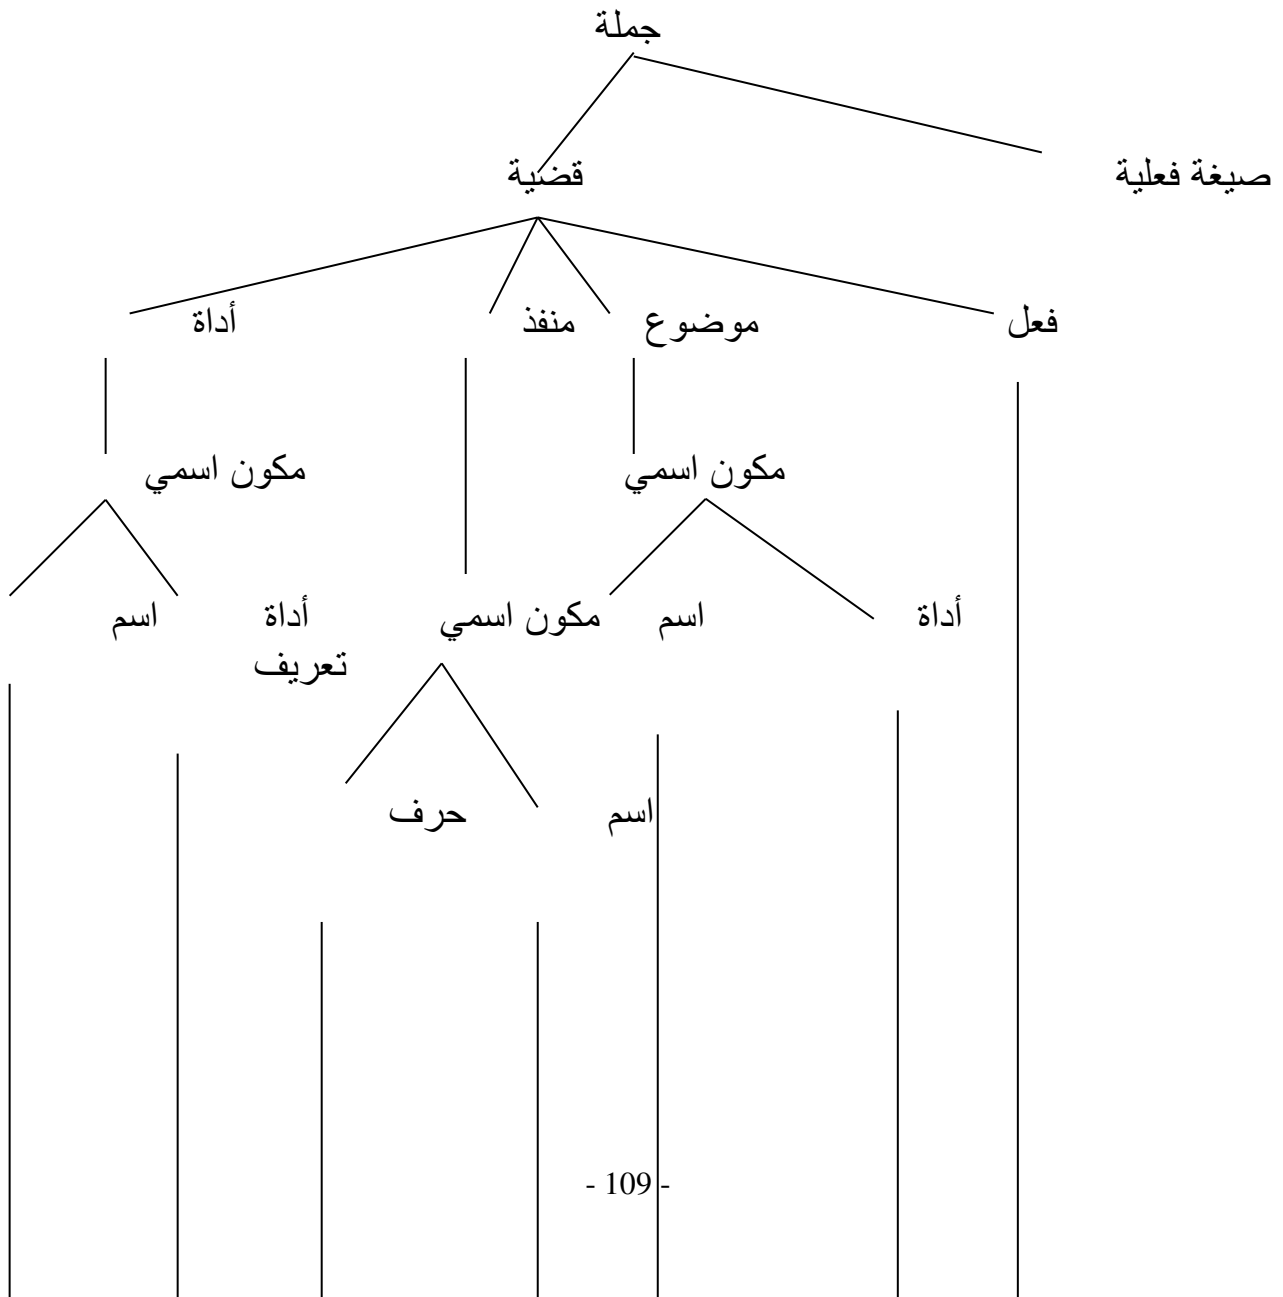 جملة
صيغة فعلية قضية
فعل موضوع منفذ أداة
مكون اسمي مكون اسمي
أداة اسم مكون اسمي أداة اسم
تعريف
اسم حرف
- 109 -